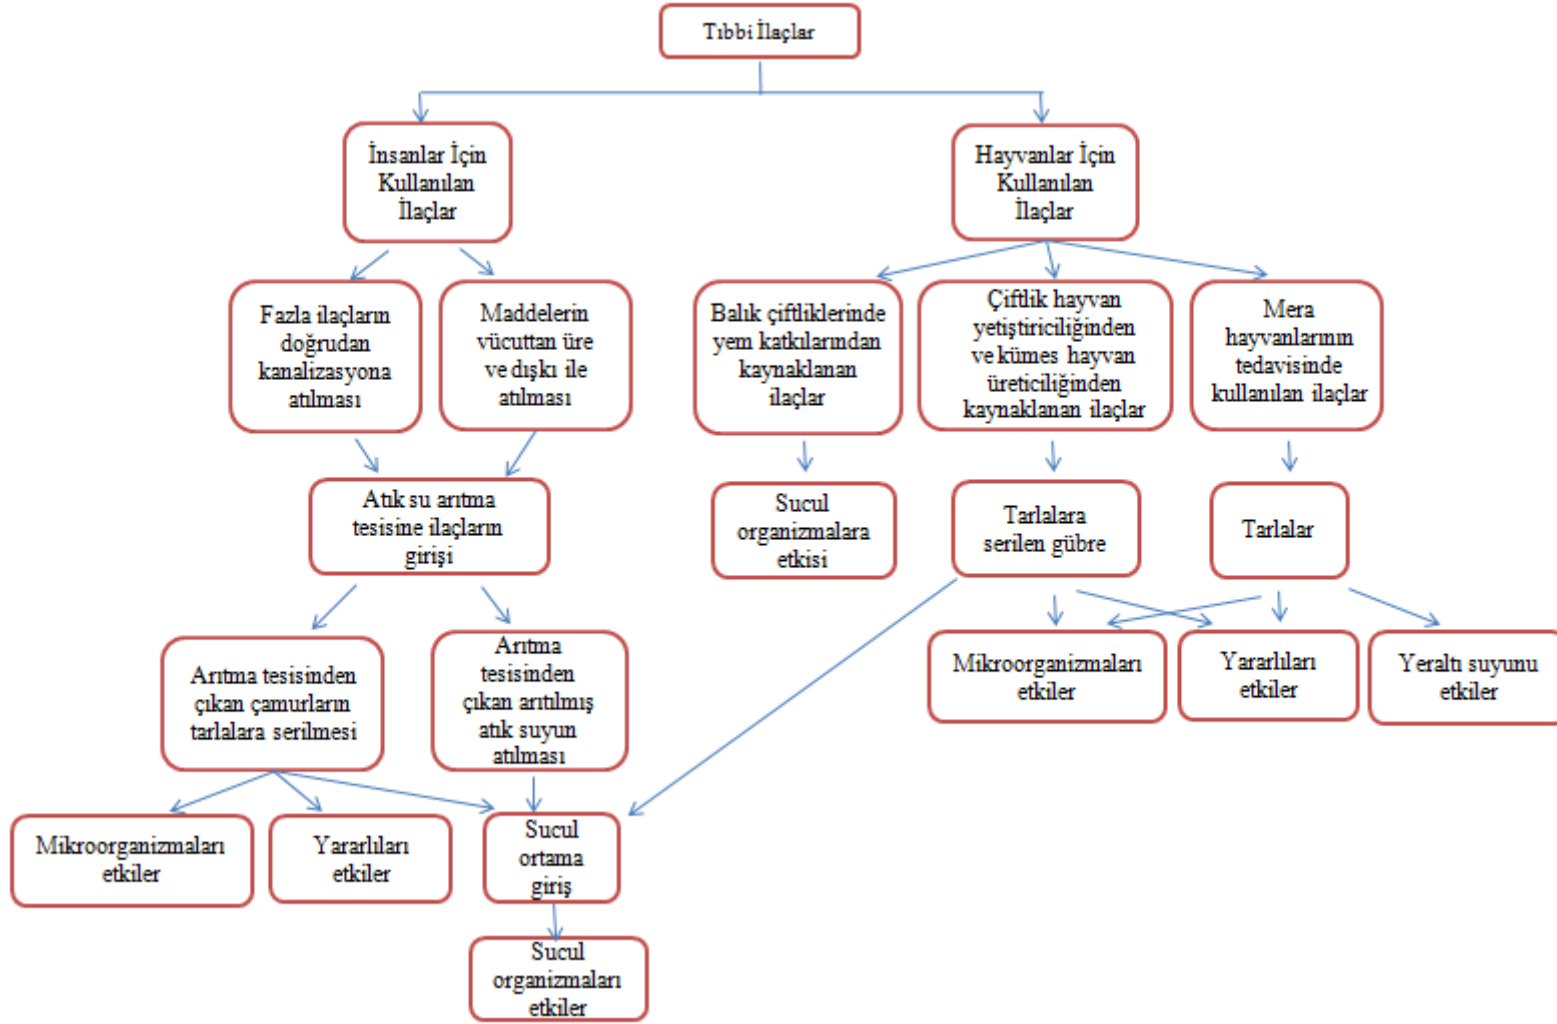 Tıbbi İlaçlar
İnsanlar İçin
Kullanılan
İlaçlar
Hayvanlar İçin
Kullanılan
İlaçlar
Fazla ilaçların
doğrudan
kanalizasyona
atılması
Maddelerin
vücuttan üre
ve dışkı ile
atılması
Balık çiftliklerinde
yem katkılarından
kaynaklanan
ilaçlar
Çiftlik hayvan
yetiştiriciliğinden
ve kümes hayvan
üreticiliğinden
kaynaklanan ilaçlar
Mera
hayvanlarının
tedavisinde
kullanılan ilaçlar
Atık su arıtma
tesisine ilaçların
girişi
Sucul
organizmalara
etkisi
Tarlalara
serilen gübre
Tarlalar
Arıtma tesisinden
çıkan çamurların
tarlalara serilmesi
Arıtma
tesisinden
çıkan arıtılmış
atık suyun
atılması
Mikroorganizmaları
etkiler
Yararlıları
etkiler
Yeraltı suyunu
etkiler
Mikroorganizmaları
etkiler
Yararlıları
etkiler
Sucul
ortama
giriş
Sucul
organizmaları
etkiler